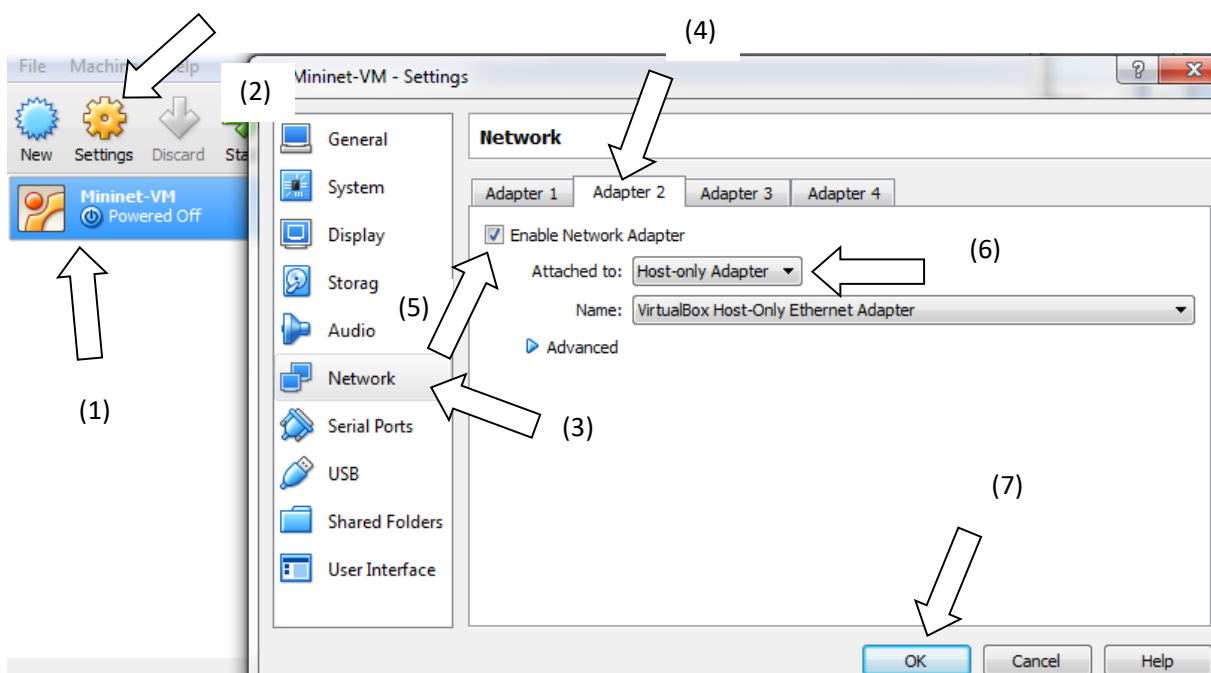 (4)
File Machine Help
Mininet-VM - Settings
(2)
New Settings Discard
General
Network
Mininet-VM
Powered Off
System
Adapter 1 Adapter 2 Adapter 3 Adapter 4
Display
Enable Network Adapter
(6)
Storag
Attached to: Host-only Adapter
(5)
Name: VirtualBox Host-Only Ethernet Adapter
Audio
Advanced
Network
(1)
(3)
Serial Ports
USB
(7)
Shared Folders
User Interface
OK Cancel Help